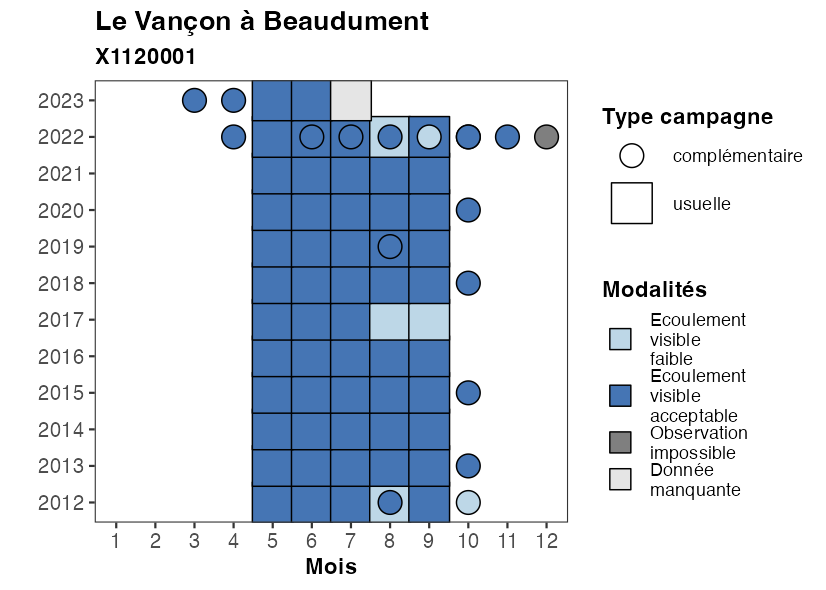 Le Vançon à Beaudument
X1120001
2023
2022
2021
2020
2019
2018
2017
2016
2015
2014
2013
2012
1 2 3 4 5 6 7 8 9 10 11 12
Mois
Type campagne
complémentaire
usuelle
Modalités
Ecoulement
visible
faible
Ecoulement
visible
acceptable
Observation
impossible
Donnée
manquante